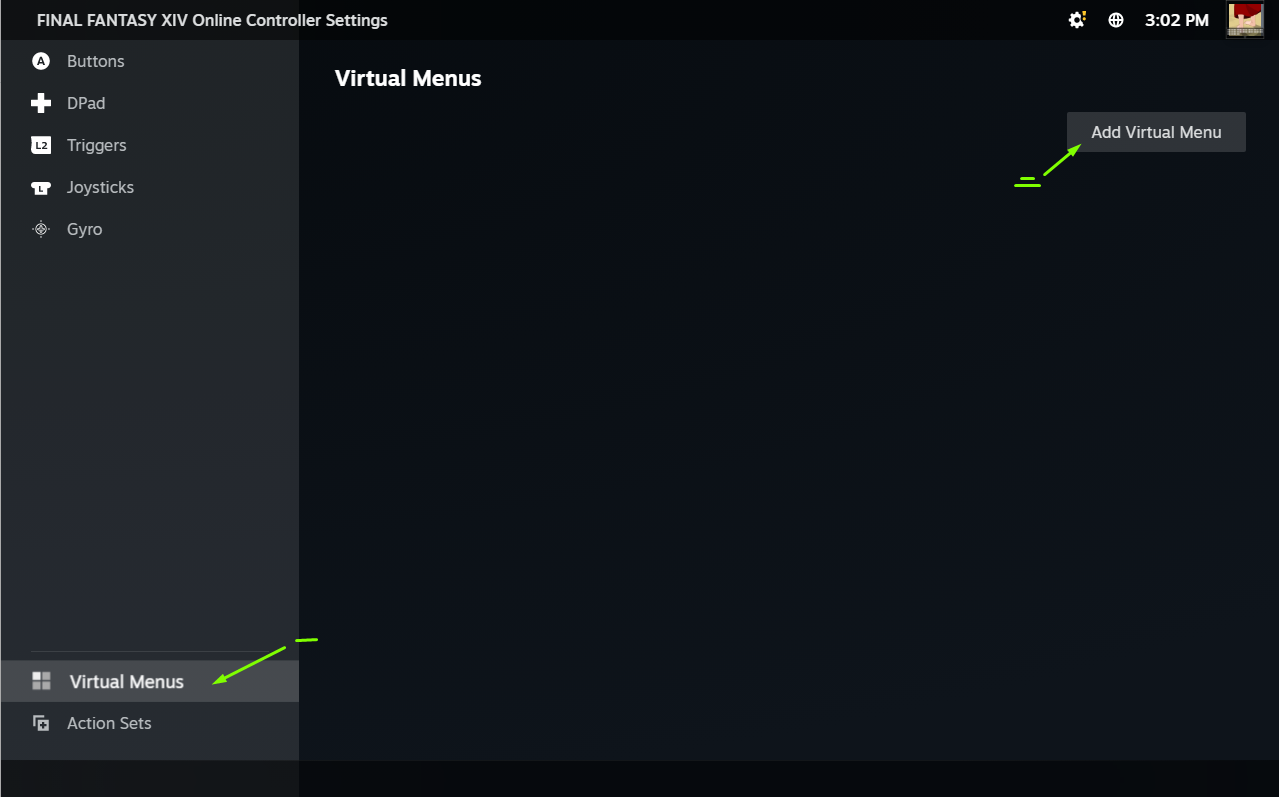 FINAL FANTASY XIV Online Controller Settings
3:02 PM
A Buttons
DPad
L2 Triggers
L Joysticks
Gyro
Virtual Menus
Action Sets
Virtual Menus
Add Virtual Menu